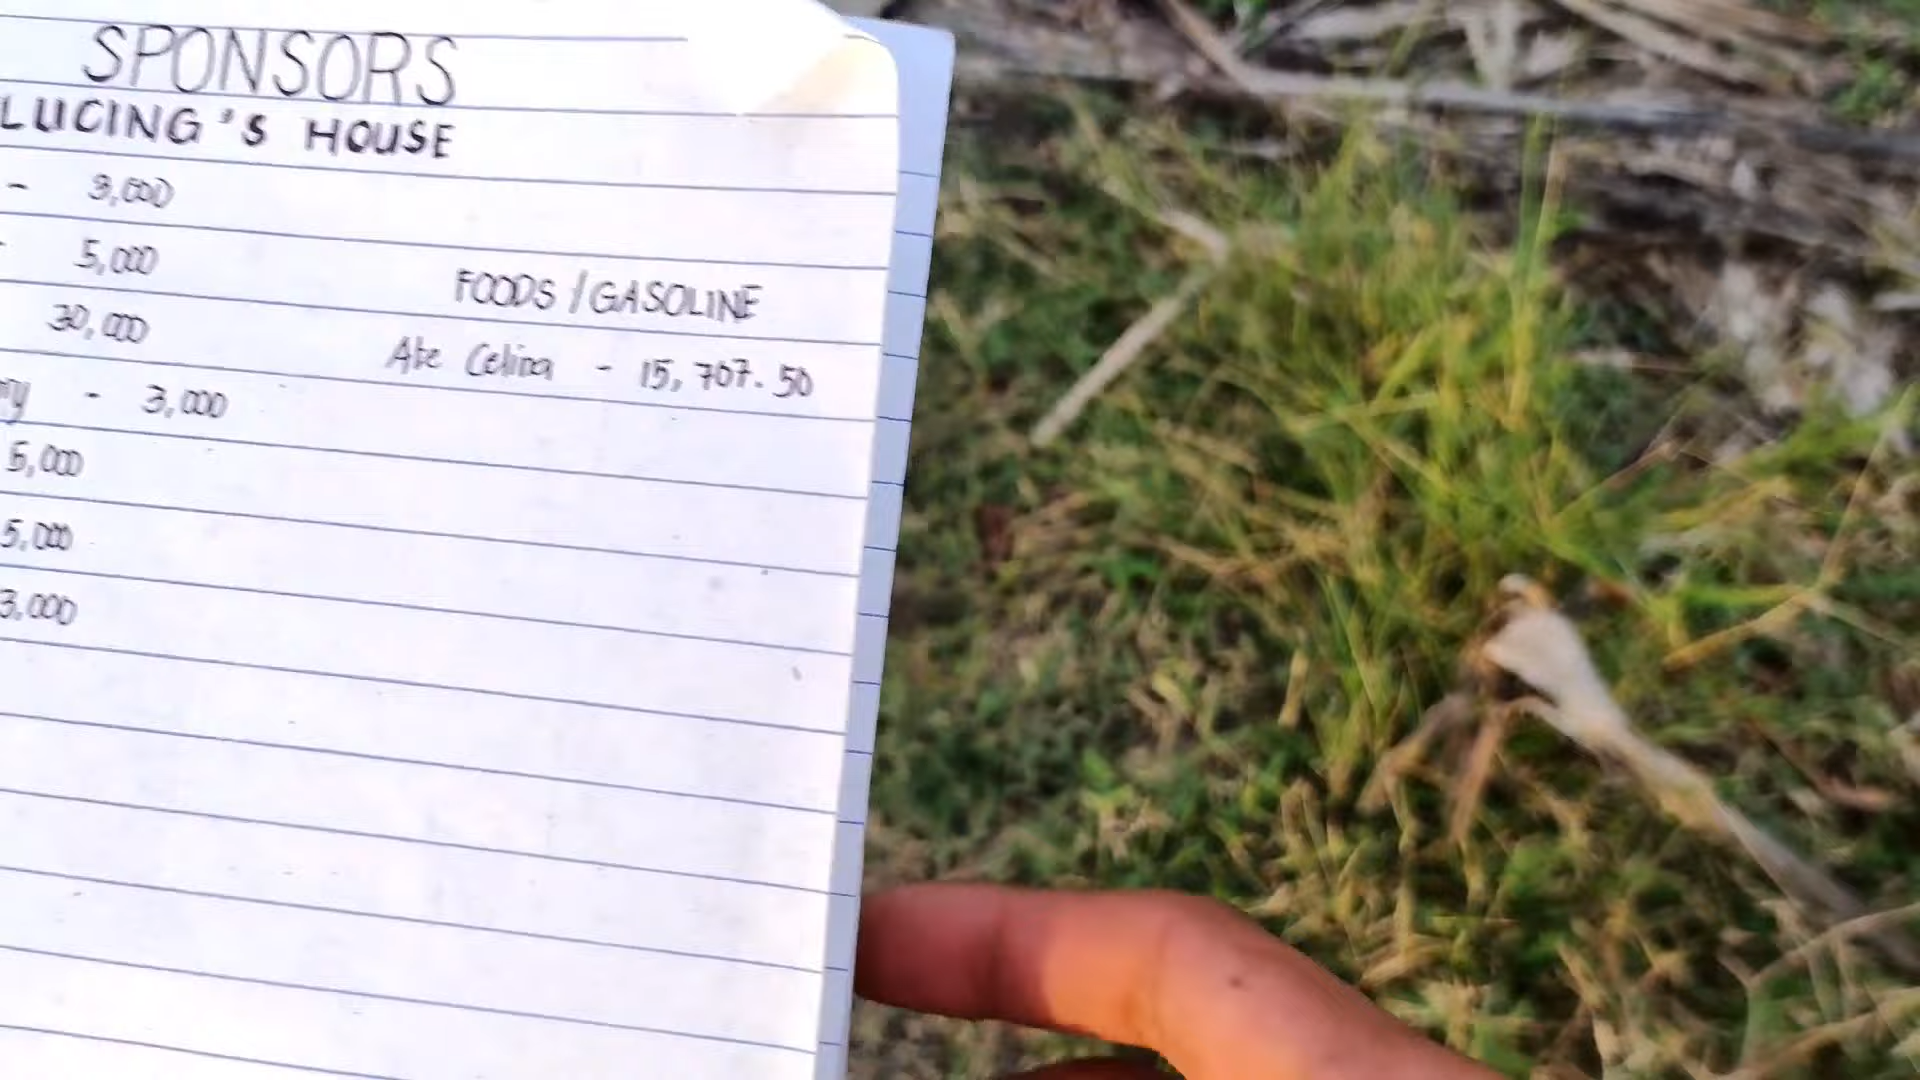 SPONSORS
LUCING'S HOUSE
- 3,000
- 5,000
FOODS / GASOLINE
30,000
Ate Celina - 15,707.50
- 3,000
5,000
5,000
3,000